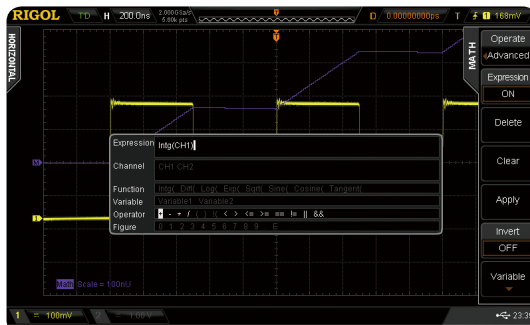 RIGOL TD H 200.0ns 2.000GSa/s 5.60k pts D 0.00000000ps T 1 168mV
HORIZONTAL
MATH
Operate
Advanced
Expression
ON
Delete
Clear
Apply
Invert
OFF
Variable
Expression Intg(CH1)
Channel CH1 CH2
Function Intg( Diff( Log( Exp( Sqrt( Sine( Cosine( Tangent(
Variable Variable1 Variable2
Operator + - * / ( ) !( < > <= >= == != || &&
Figure 0 1 2 3 4 5 6 7 8 9 . E
Math Scale = 100nU
1 = 100mV 2 = 1.00 V